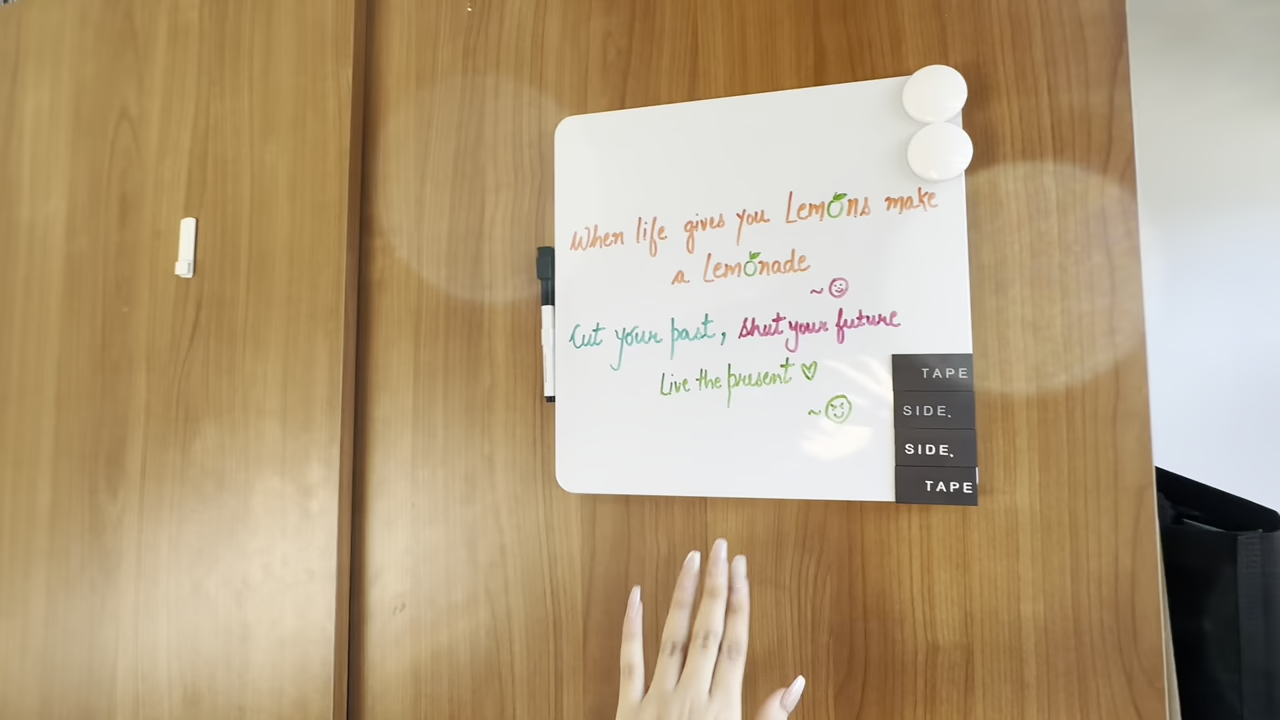 When life gives you Lemons make
a Lemonade
~
Cut your past, Shut your future
Live the present ♡
~
TAPE
SIDE.
SIDE.
TAPE